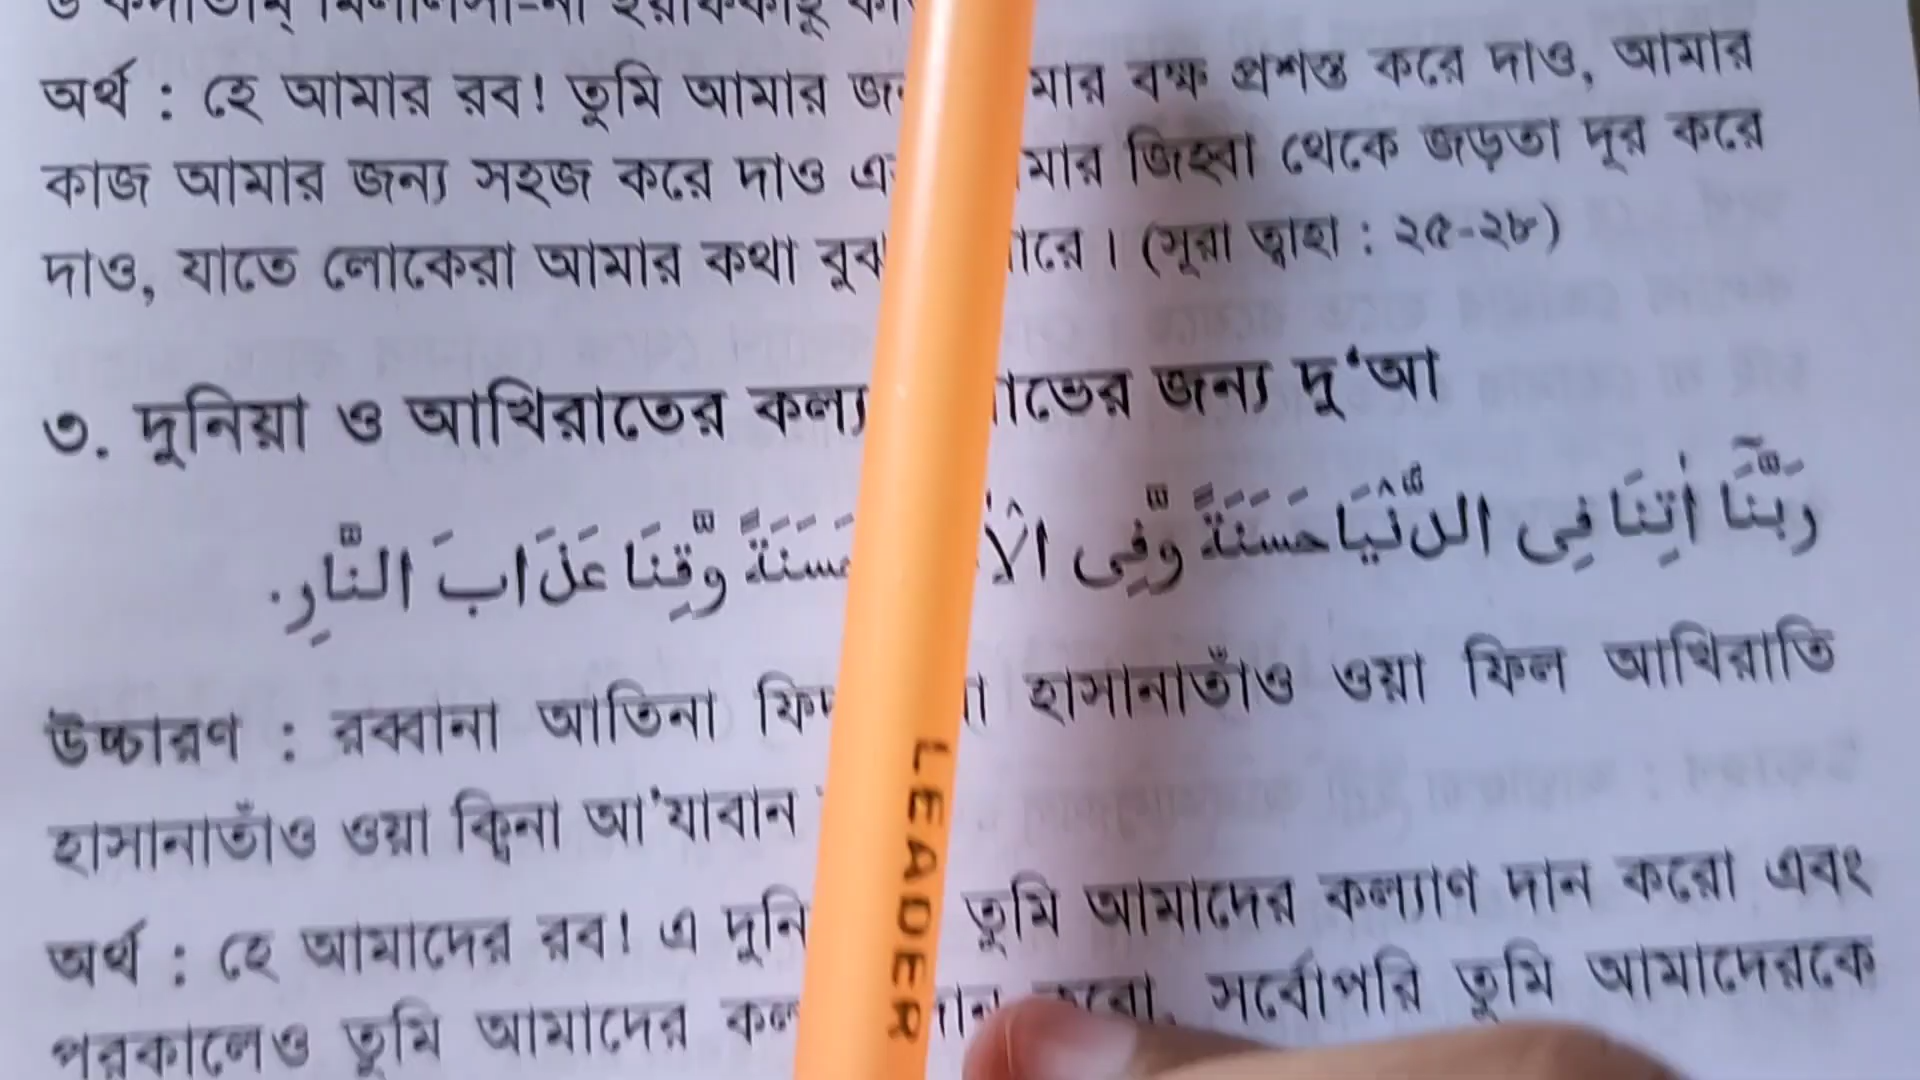 অর্থ : হে আমার রব! তুমি আমার বক্ষ প্রশস্ত করে দাও, আমার
কাজ আমার জন্য সহজ করে দাও জিহ্বা থেকে জড়তা দূর করে
দাও, যাতে লোকেরা আমার কথা (সূরা ত্বাহা : ২৫-২৮)
৩. দুনিয়া ও আখিরাতের জন্য দু‘আ
رَبَّنَآ اٰتِنَا فِى الدُّنْيَا حَسَنَةً وَّفِى حَسَنَةً وَّقِنَا عَذَابَ النَّارِ.
উচ্চারণ : রব্বানা আতিনা হাসানাতাঁও ওয়া ফিল আখিরাতি
হাসানাতাঁও ওয়া ক্বিনা আ'যাবান
অর্থ : হে আমাদের রব! এ তুমি আমাদের কল্যাণ দান করো এবং
পরকালেও তুমি আমাদের সর্বোপরি তুমি আমাদেরকে
LEADER